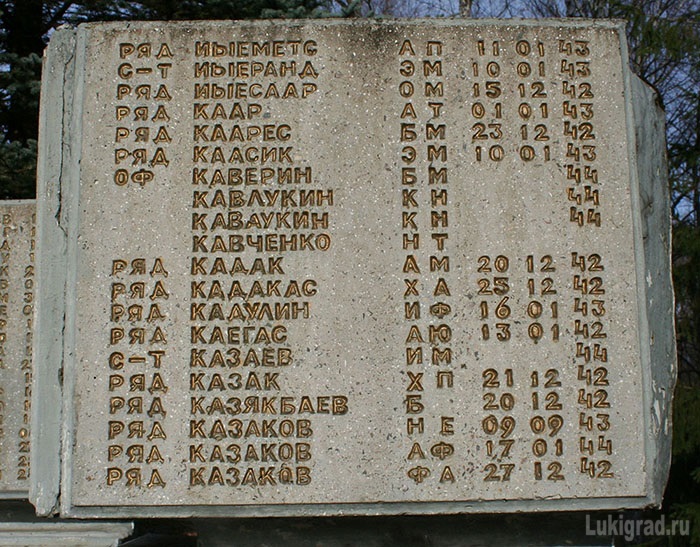 РЯД ИЫЕМЕТС А П 11 01 43
С-Т ИЫЕРАНД Э М 10 01 43
РЯД ИЫЕСААР О М 15 12 42
РЯД КААР А Т 01 01 43
РЯД КААРЕС Б М 23 12 42
РЯД КААСИК Э М 10 01 43
ОФ КАВЕРИН Б М 44
КАВЛУКИН К Н 44
КАВАУКИН К Н 44
КАВЧЕНКО Н Т
РЯД КАДАК А М 20 12 42
РЯД КАДАКАС Х А 25 12 42
РЯД КАДУЛИН И Ф 16 01 43
РЯД КАЕГАС А Ю 13 01 42
С-Т КАЗАЕВ И М 44
РЯД КАЗАК Х П 21 12 42
РЯД КАЗЯКБАЕВ Б 20 12 42
РЯД КАЗАКОВ Н Е 09 09 43
РЯД КАЗАКОВ А Ф 17 01 44
РЯД КАЗАКОВ Ф А 27 12 42
Lukigrad.ru